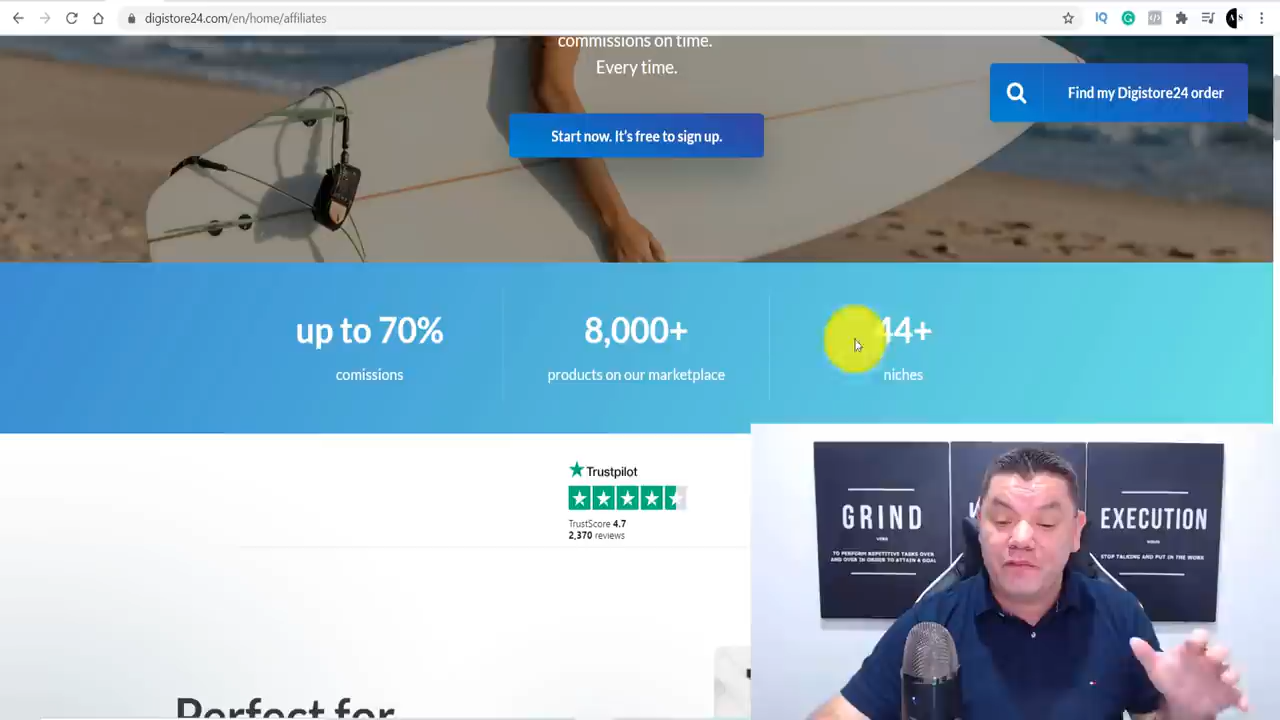 digistore24.com/en/home/affiliates
commissions on time.
Every time.
Find my Digistore24 order
Start now. It's free to sign up.
up to 70%
8,000+
44+
comissions
products on our marketplace
niches
Trustpilot
TrustScore 4.7
2,370 reviews
Perfect for
GRIND
VERB
TO PERFORM REPETITIVE TASKS OVER
AND OVER IN ORDER TO ATTAIN A GOAL
EXECUTION
STOP TALKING AND PUT IN THE WORK